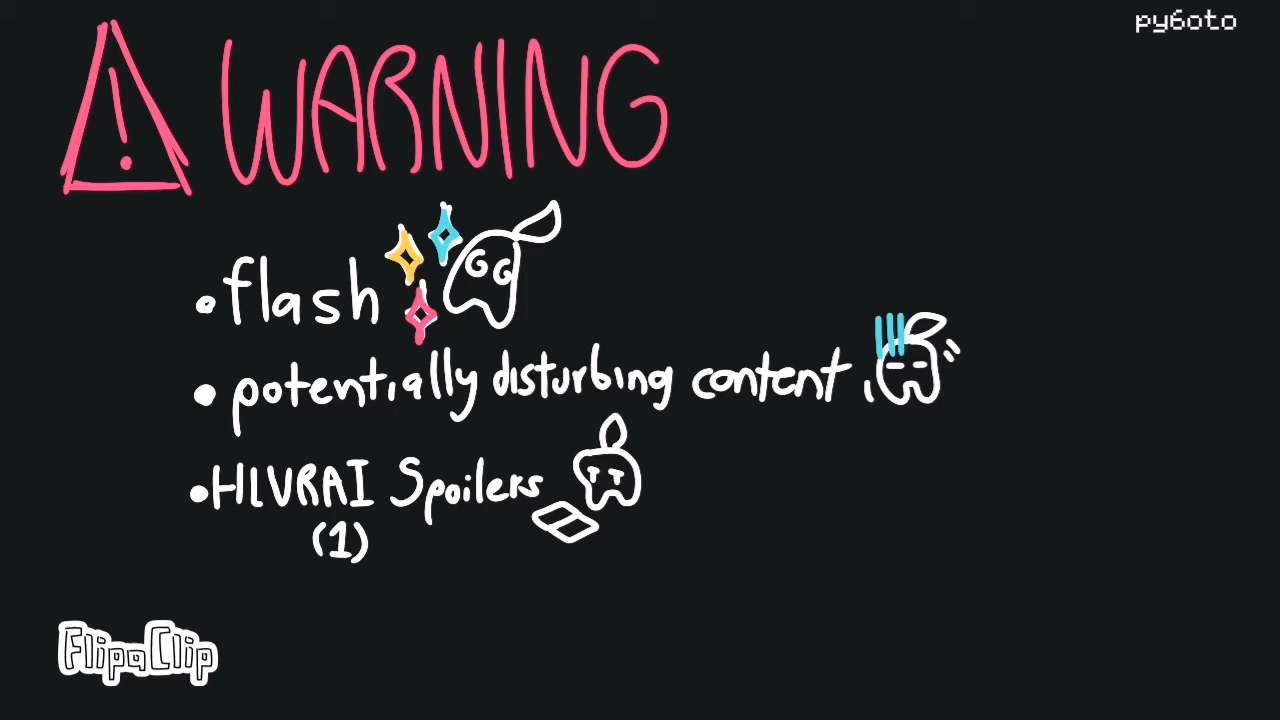 py6oto
! WARNING
• flash
• potentially disturbing content
• HLVRAI Spoilers
(1)
FlipaClip